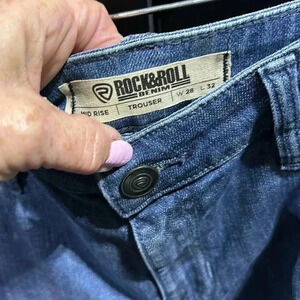 ROCK&ROLL
DENIM
MID RISE TROUSER W 28 L 32